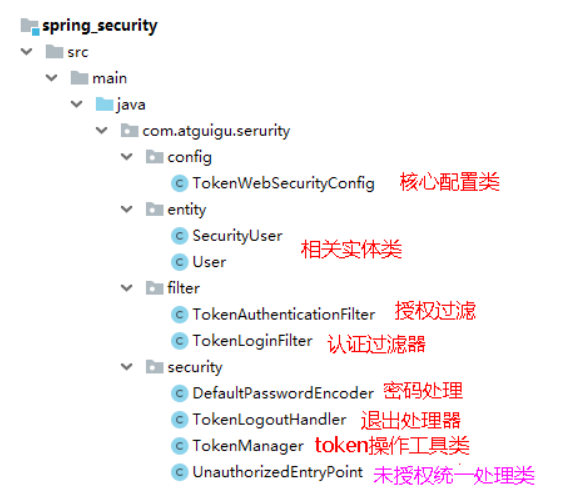 spring_security
src
main
java
com.atguigu.serurity
config
TokenWebSecurityConfig 核心配置类
entity
SecurityUser
相关实体类
User
filter
TokenAuthenticationFilter 授权过滤
TokenLoginFilter 认证过滤器
security
DefaultPasswordEncoder 密码处理
TokenLogoutHandler 退出处理器
TokenManager token操作工具类
UnauthorizedEntryPoint 未授权统一处理类